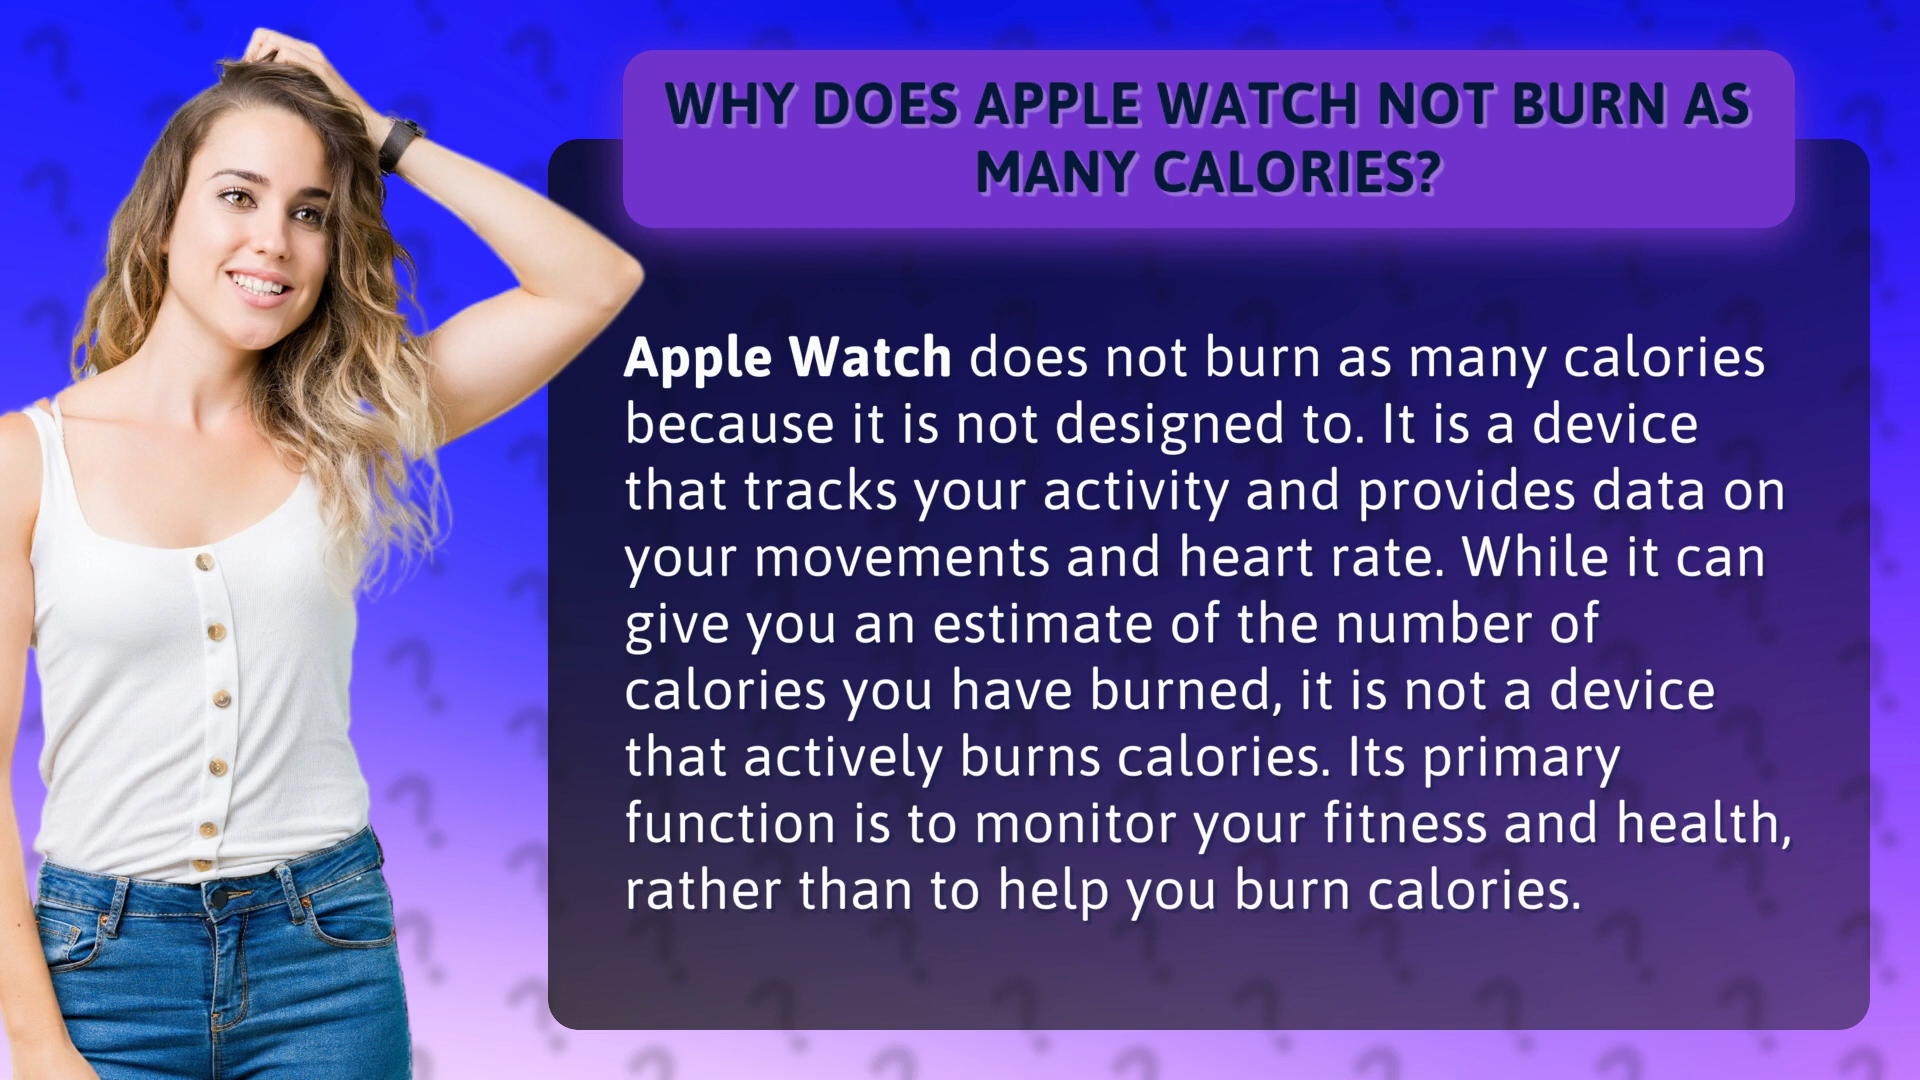 WHY DOES APPLE WATCH NOT BURN AS
MANY CALORIES?
Apple Watch does not burn as many calories
because it is not designed to. It is a device
that tracks your activity and provides data on
your movements and heart rate. While it can
give you an estimate of the number of
calories you have burned, it is not a device
that actively burns calories. Its primary
function is to monitor your fitness and health,
rather than to help you burn calories.